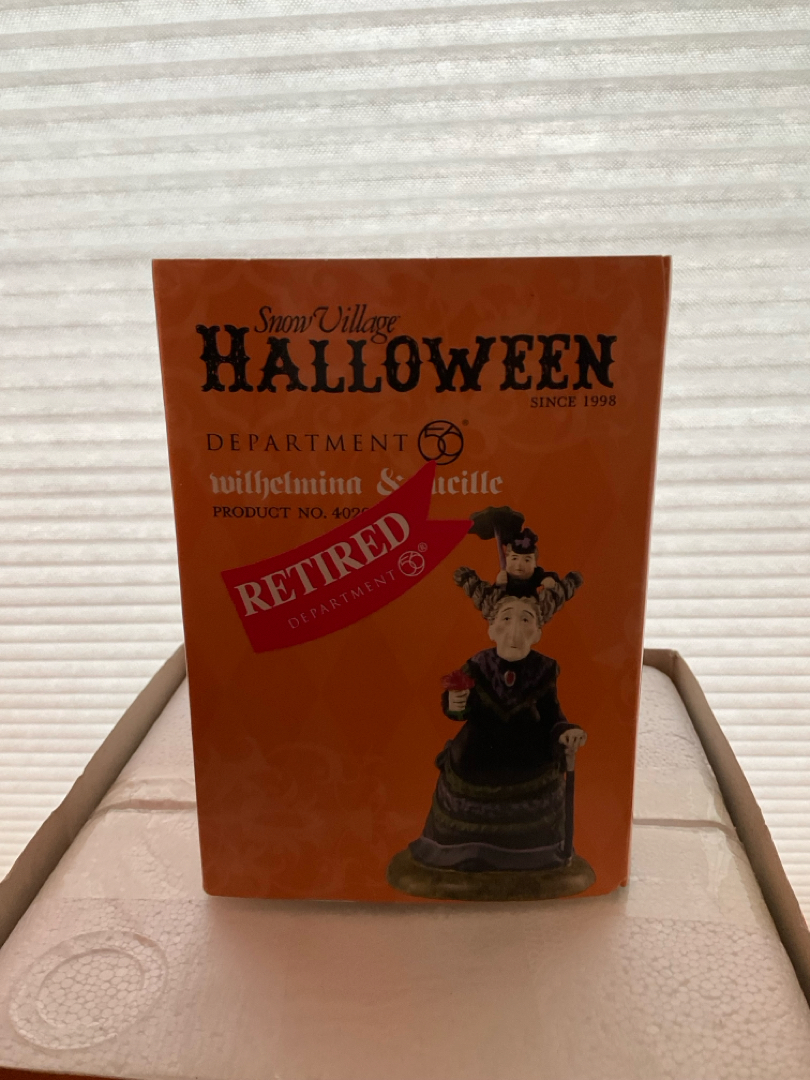 Snow Village
HALLOWEEN
SINCE 1998
DEPARTMENT 56®
wilhelmina &
PRODUCT NO.
RETIRED
DEPARTMENT 56®